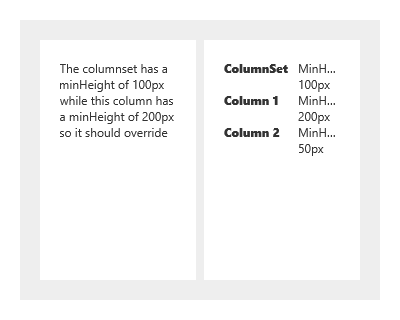 The columnset has a
minHeight of 100px
while this column has
a minHeight of 200px
so it should override
ColumnSet MinH...
100px
Column 1 MinH...
200px
Column 2 MinH...
50px